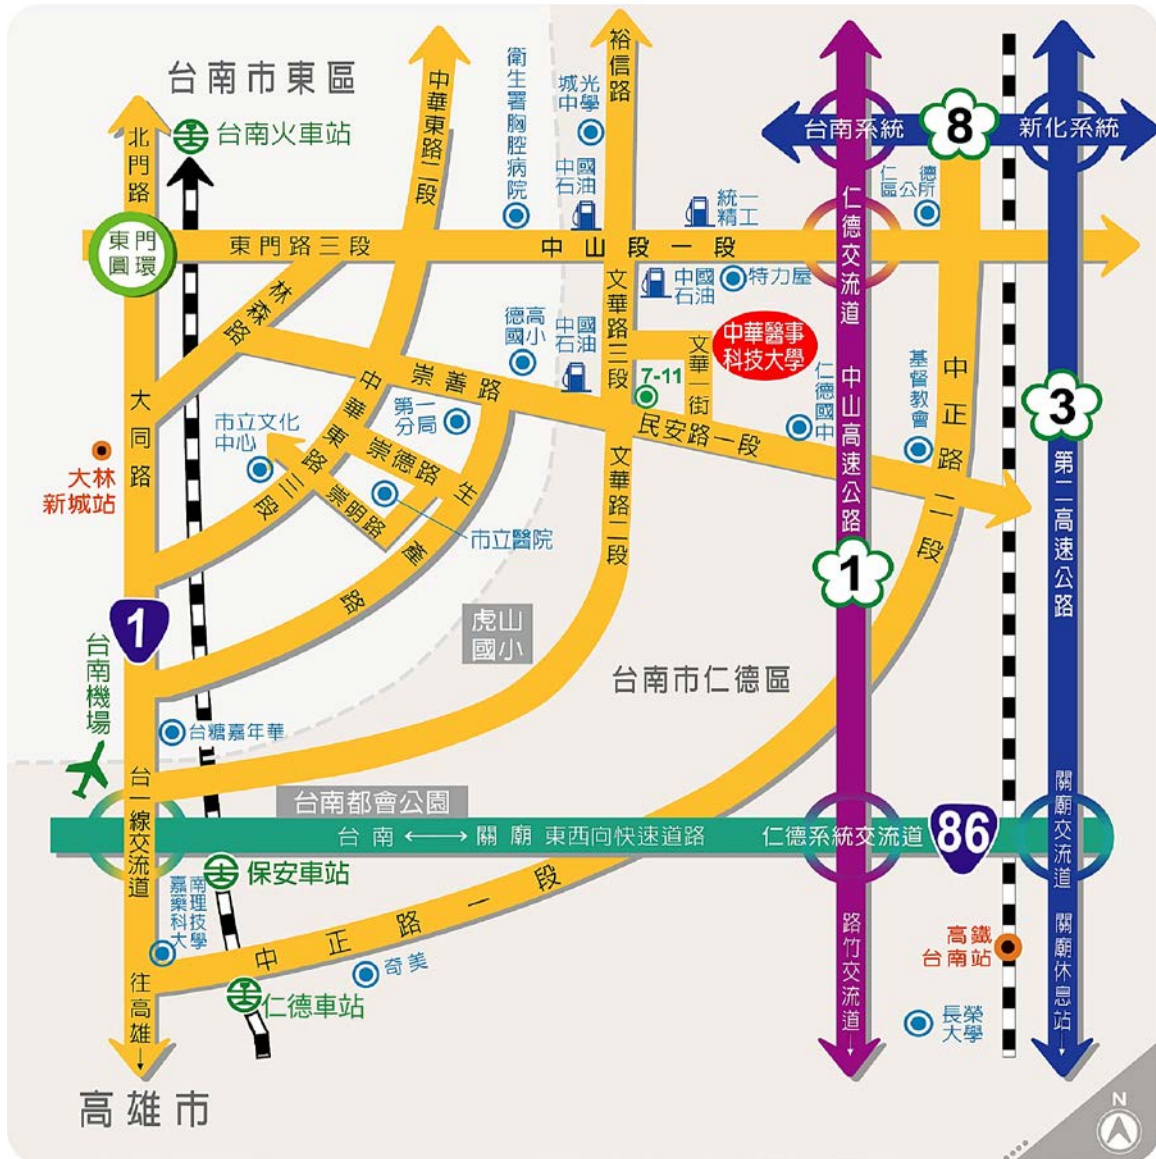 台南市東區
北門路
台南火車站
中華東路二段
衛生署胸腔病院
城光
中學
裕信路
中國
石油
統一
精工
台南系統
8
新化系統
仁德
區公所
東門
圓環
東門路三段
中山段一段
仁德交流道
文華路三段
中國
石油
特力屋
林森路
德高
國小
中國
石油
中華醫事
科技大學
文華一街
7-11
崇善路
民安路一段
仁德
國中
中山高速公路
基督教會
中正路二段
3
第二高速公路
大同路
大林
新城站
市立文化
中心
中華東路三段
第一
分局
崇德路
崇明路
市立醫院
生產路
文華路二段
1
1
虎山
國小
台南市仁德區
台南機場
台糖嘉年華
台一線交流道
台南都會公園
台南 ←→ 關廟 東西向快速道路
仁德系統交流道
86
關廟交流道
保安車站
嘉南
藥理
科技
大學
中正路一段
奇美
仁德車站
往高雄↓
路竹交流道↓
高鐵
台南站
關廟休息站↓
長榮
大學
高雄市
N